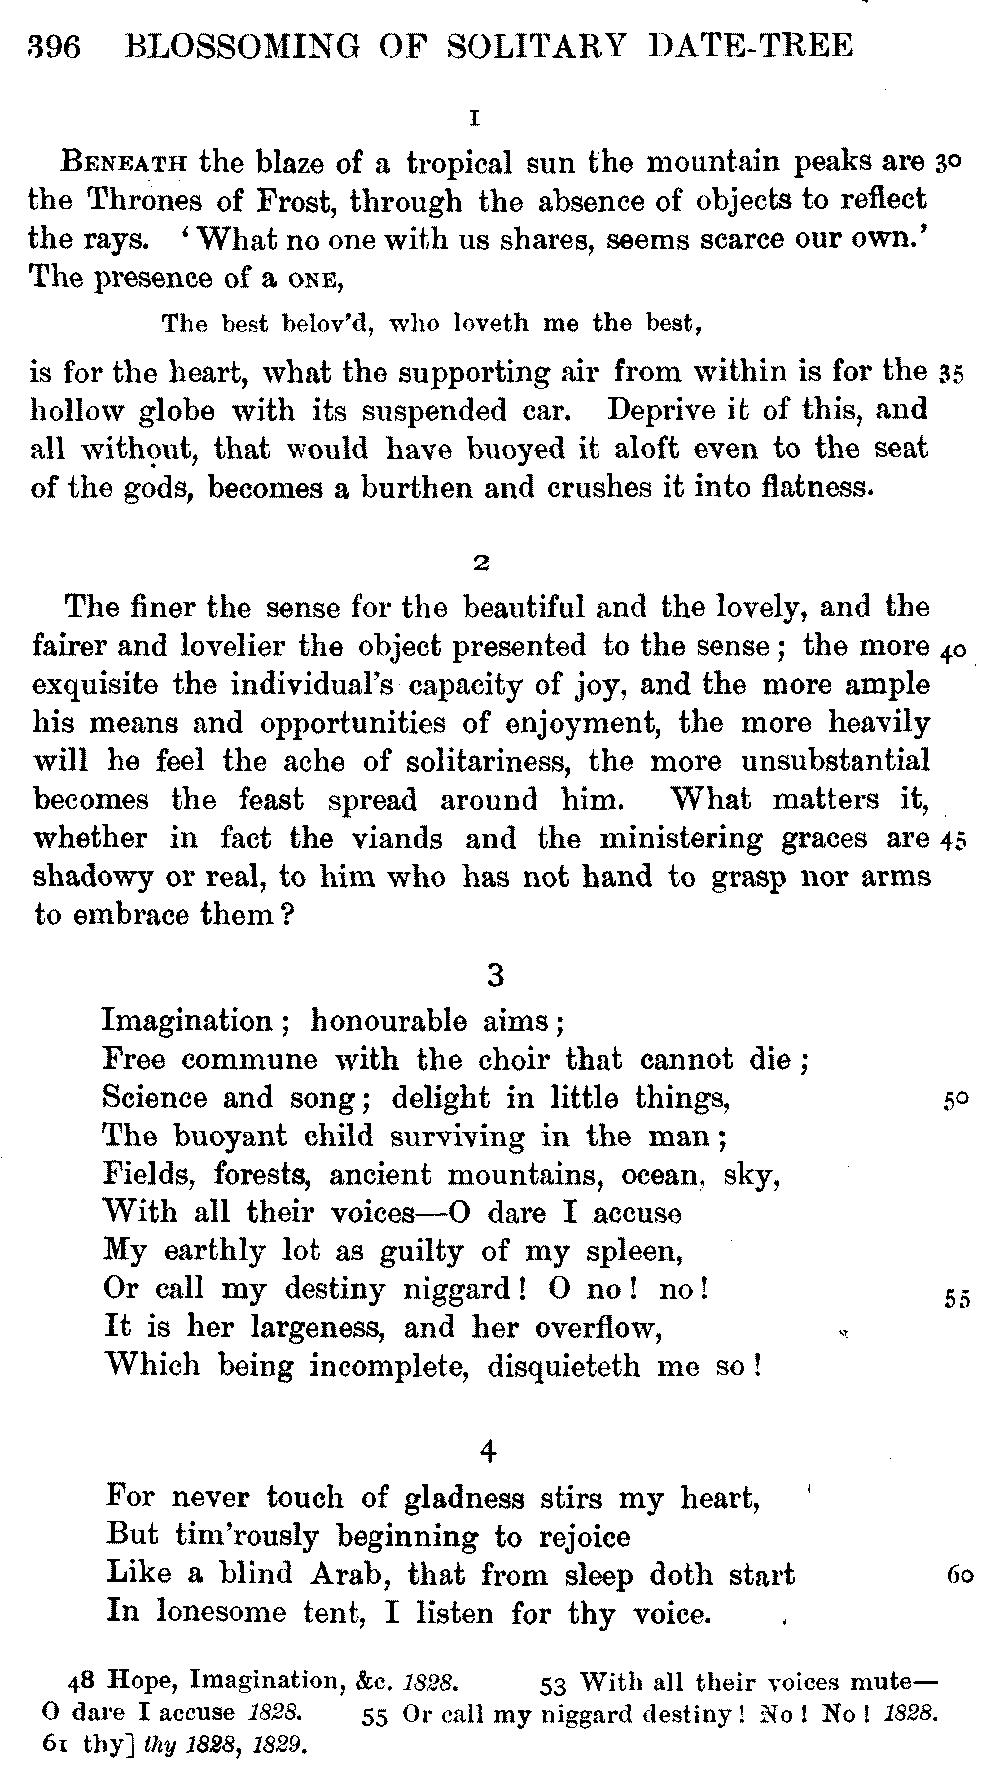 396 BLOSSOMING OF SOLITARY DATE-TREE
1
BENEATH the blaze of a tropical sun the mountain peaks are 30
the Thrones of Frost, through the absence of objects to reflect
the rays. ‘What no one with us shares, seems scarce our own.’
The presence of a ONE,
The best belov’d, who loveth me the best,
is for the heart, what the supporting air from within is for the 35
hollow globe with its suspended car. Deprive it of this, and
all without, that would have buoyed it aloft even to the seat
of the gods, becomes a burthen and crushes it into flatness.
2
The finer the sense for the beautiful and the lovely, and the
fairer and lovelier the object presented to the sense; the more 40
exquisite the individual’s capacity of joy, and the more ample
his means and opportunities of enjoyment, the more heavily
will he feel the ache of solitariness, the more unsubstantial
becomes the feast spread around him. What matters it,
whether in fact the viands and the ministering graces are 45
shadowy or real, to him who has not hand to grasp nor arms
to embrace them?
3
Imagination; honourable aims;
Free commune with the choir that cannot die;
Science and song; delight in little things, 50
The buoyant child surviving in the man;
Fields, forests, ancient mountains, ocean, sky,
With all their voices—O dare I accuse
My earthly lot as guilty of my spleen,
Or call my destiny niggard! O no! no! 55
It is her largeness, and her overflow,
Which being incomplete, disquieteth me so!
4
For never touch of gladness stirs my heart,
But tim’rously beginning to rejoice
Like a blind Arab, that from sleep doth start 60
In lonesome tent, I listen for thy voice.
48 Hope, Imagination, &c. 1828. 53 With all their voices mute—
O dare I accuse 1828. 55 Or call my niggard destiny! No! No! 1828.
61 thy] thy 1828, 1829.